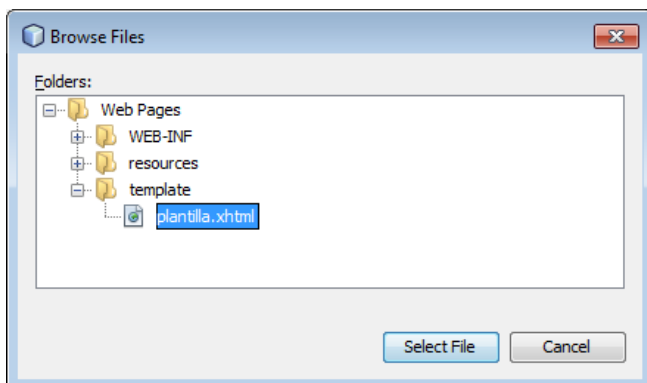 Browse Files
Folders:
Web Pages
WEB-INF
resources
template
plantilla.xhtml
Select File Cancel